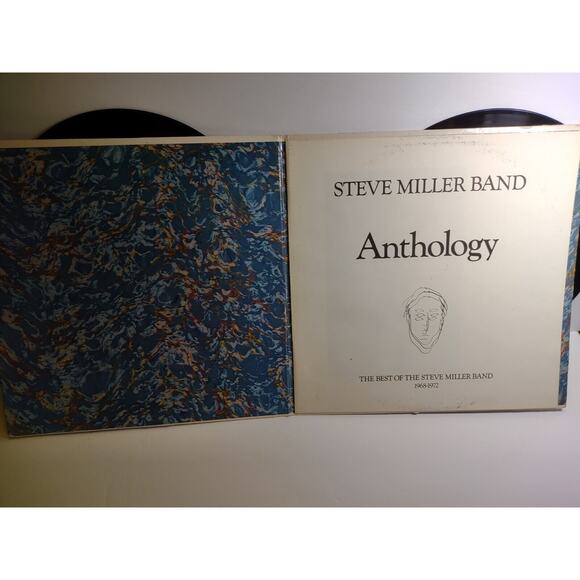 STEVE MILLER BAND
Anthology
THE BEST OF THE STEVE MILLER BAND
1968-1972